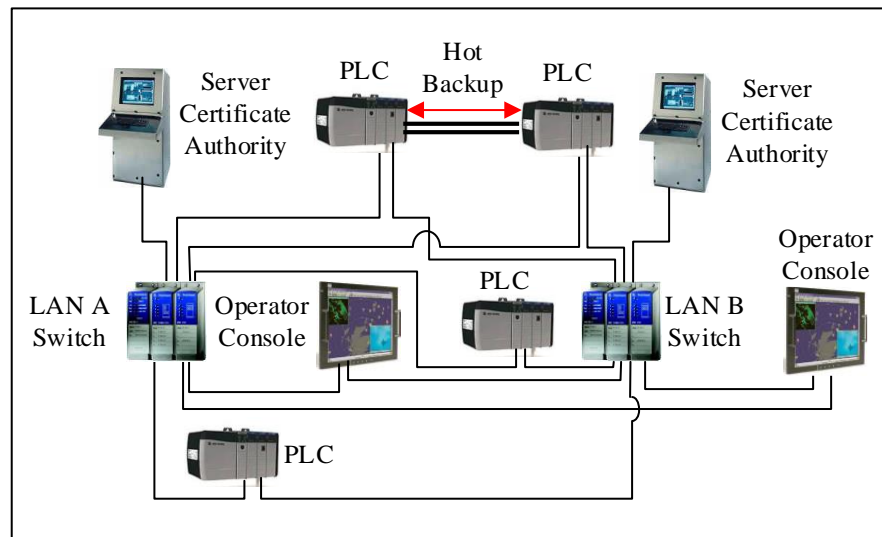 Server
Certificate
Authority
PLC
Hot
Backup
PLC
Server
Certificate
Authority
LAN A
Switch
Operator
Console
PLC
LAN B
Switch
Operator
Console
PLC